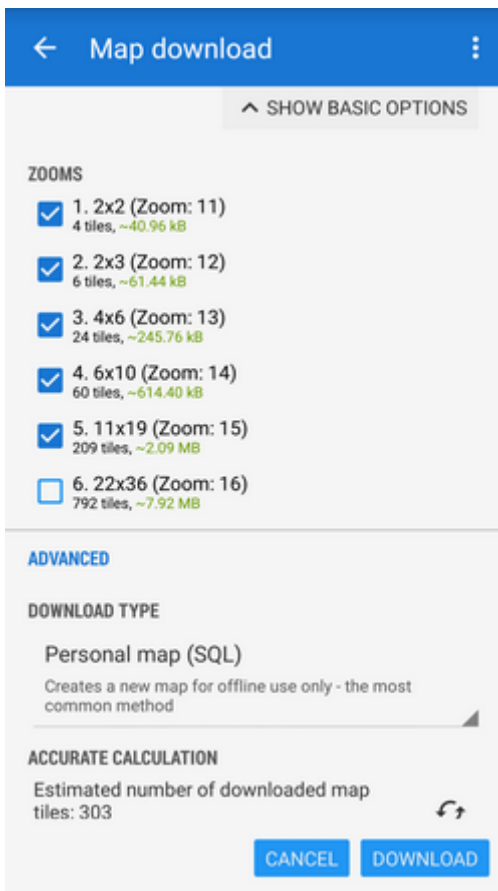 Map download
SHOW BASIC OPTIONS
ZOOMS
1. 2x2 (Zoom: 11)
4 tiles, ~40.96 kB
2. 2x3 (Zoom: 12)
6 tiles, ~61.44 kB
3. 4x6 (Zoom: 13)
24 tiles, ~245.76 kB
4. 6x10 (Zoom: 14)
60 tiles, ~614.40 kB
5. 11x19 (Zoom: 15)
209 tiles, ~2.09 MB
6. 22x36 (Zoom: 16)
792 tiles, ~7.92 MB
ADVANCED
DOWNLOAD TYPE
Personal map (SQL)
Creates a new map for offline use only - the most
common method
ACCURATE CALCULATION
Estimated number of downloaded map
tiles: 303
CANCEL DOWNLOAD